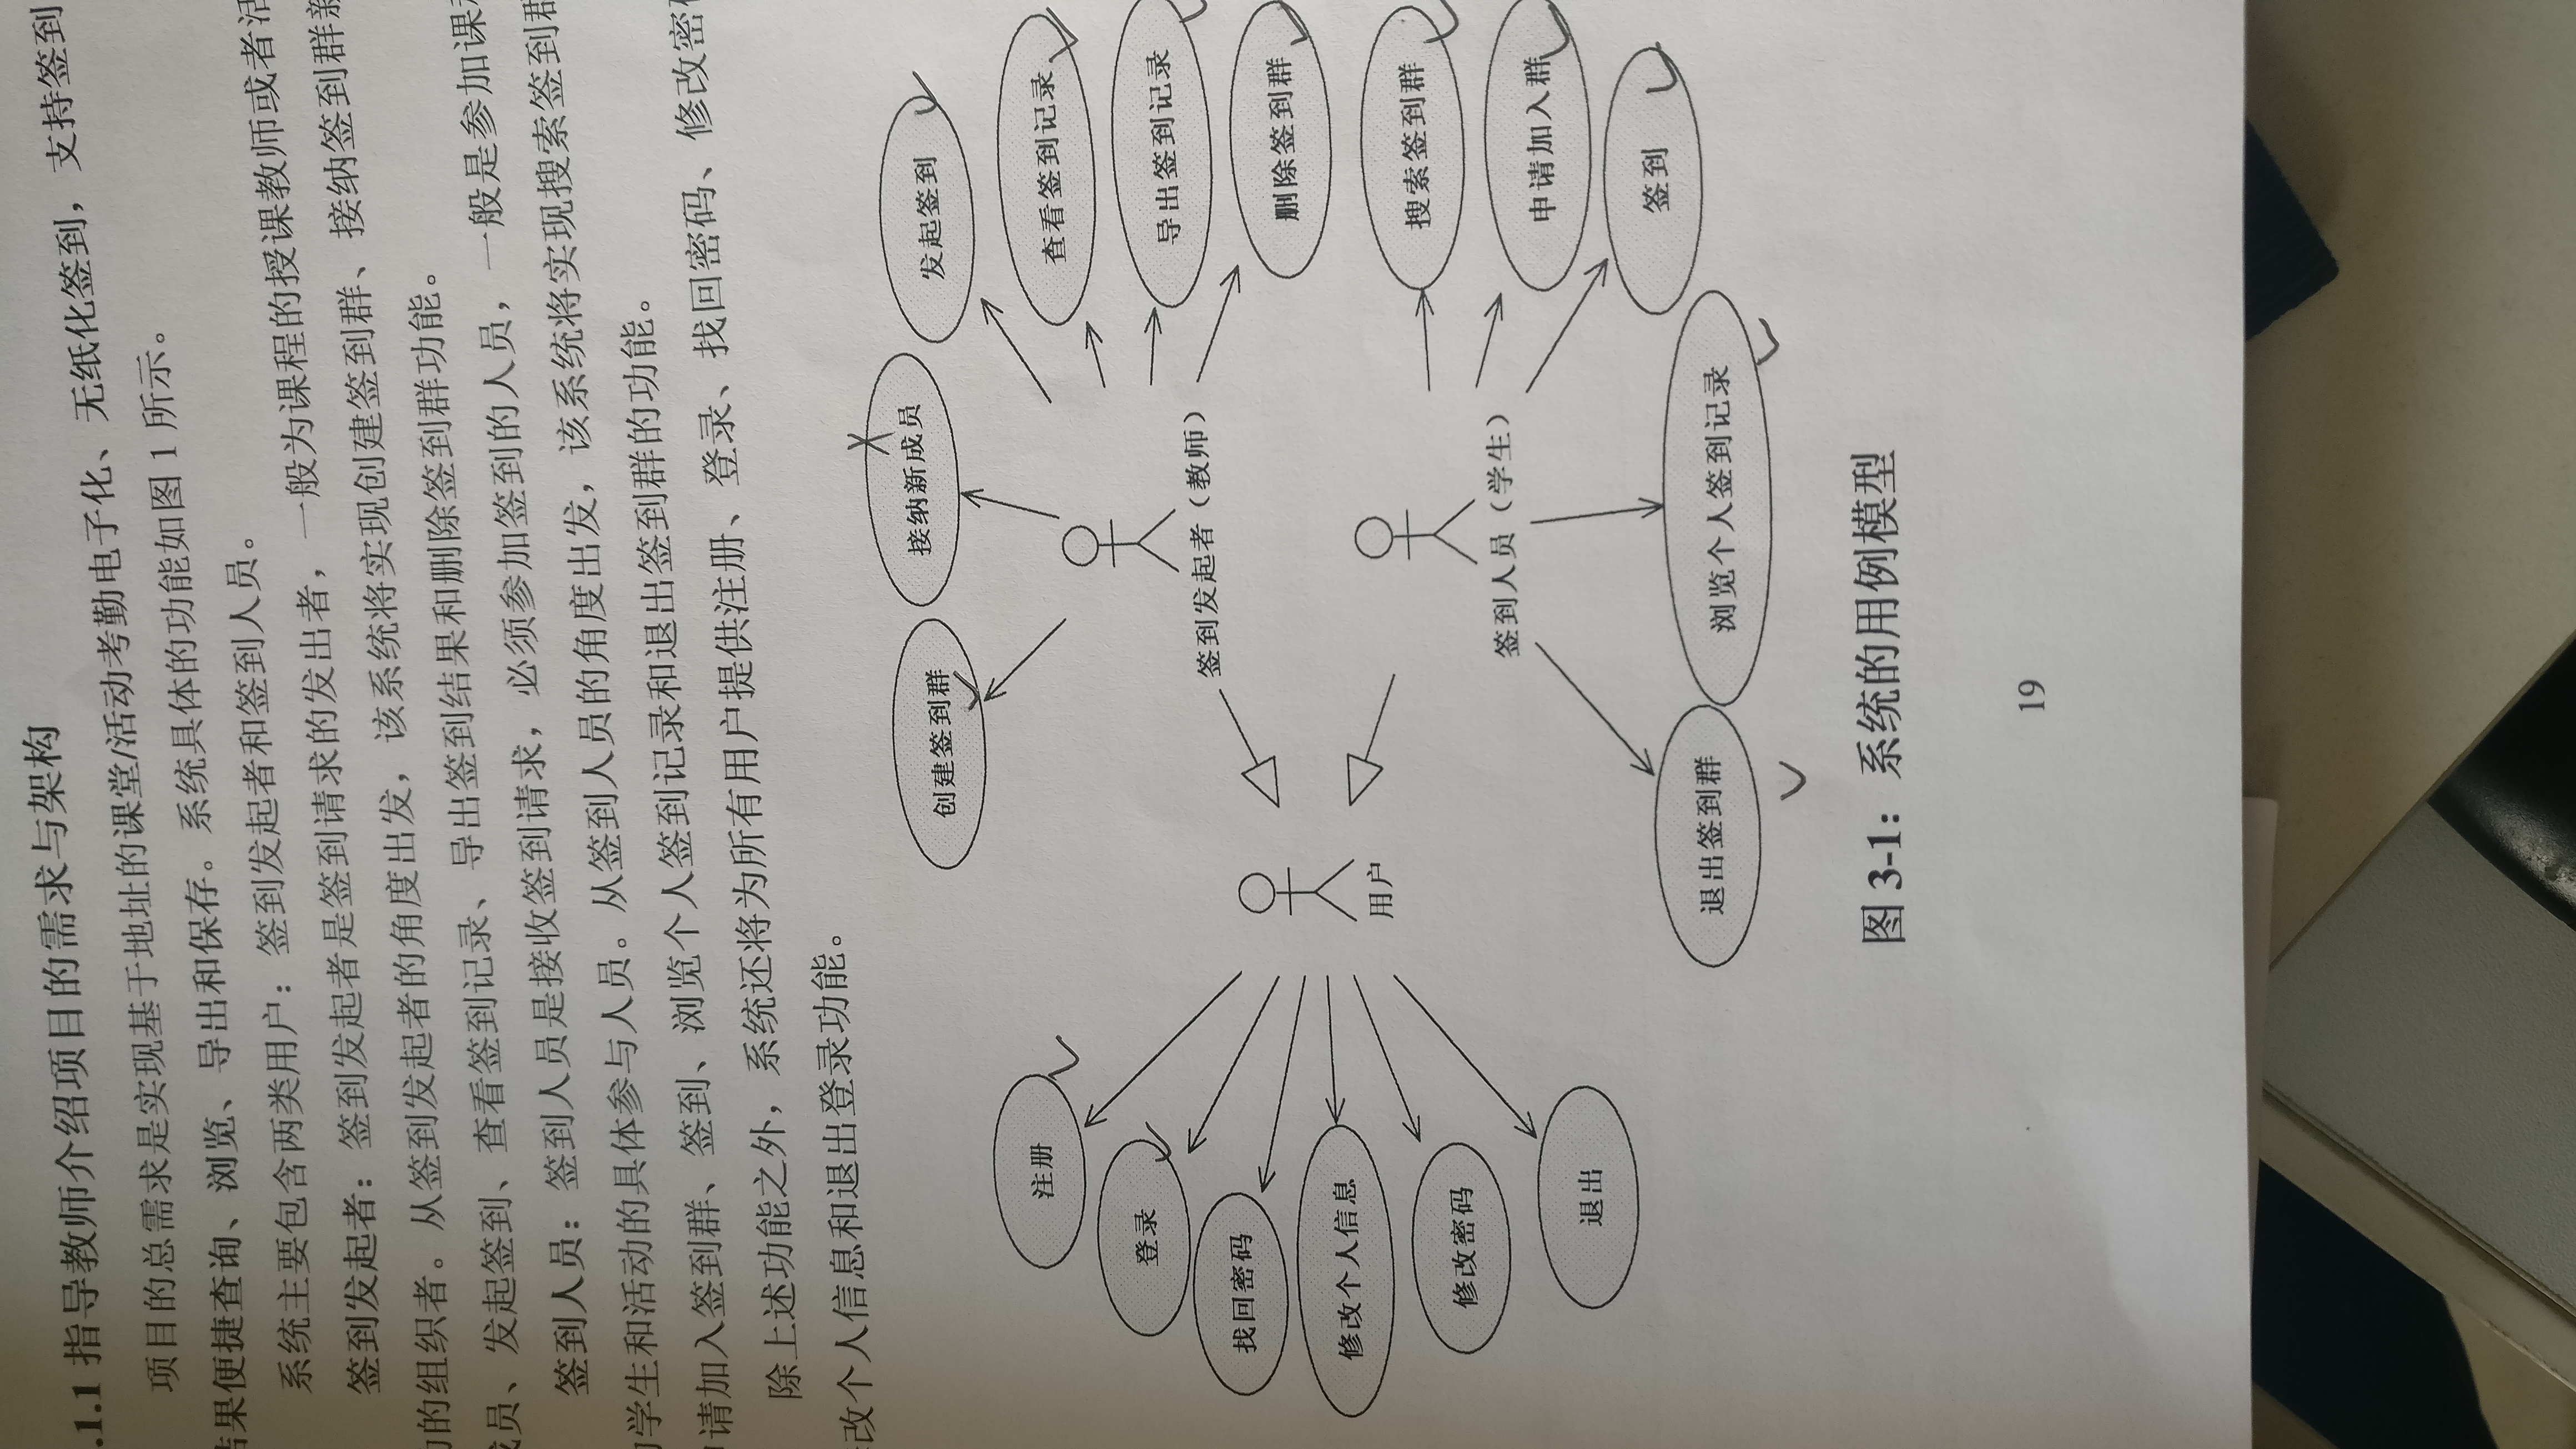 .1.1 指导教师介绍项目的需求与架构
项目的总需求是实现基于地址的课堂/活动考勤电子化、无纸化签到，支持签到
结果便捷查询、浏览、导出和保存。系统具体的功能如图 1 所示。
系统主要包含两类用户：签到发起者和签到人员。
签到发起者：签到发起者是签到请求的发出者，一般为课程的授课教师或者活
动的组织者。从签到发起者的角度出发，该系统将实现创建签到群、接纳签到群新
成员、发起签到、查看签到记录、导出签到结果和删除签到群功能。
签到人员：签到人员是接收签到请求，必须参加签到的人员，一般是参加课程
的学生和活动的具体参与人员。从签到人员的角度出发，该系统将实现搜索签到群
申请加入签到群、签到、浏览个人签到记录和退出签到群的功能。
除上述功能之外，系统还将为所有用户提供注册、登录、找回密码、修改密码
修改个人信息和退出登录功能。
创建签到群
接纳新成员
发起签到
查看签到记录
导出签到记录
删除签到群
签到发起者（教师）
注册
登录
找回密码
修改个人信息
修改密码
退出
用户
搜索签到群
申请加入群
签到
签到人员（学生）
退出签到群
浏览个人签到记录
图 3-1：系统的用例模型
19